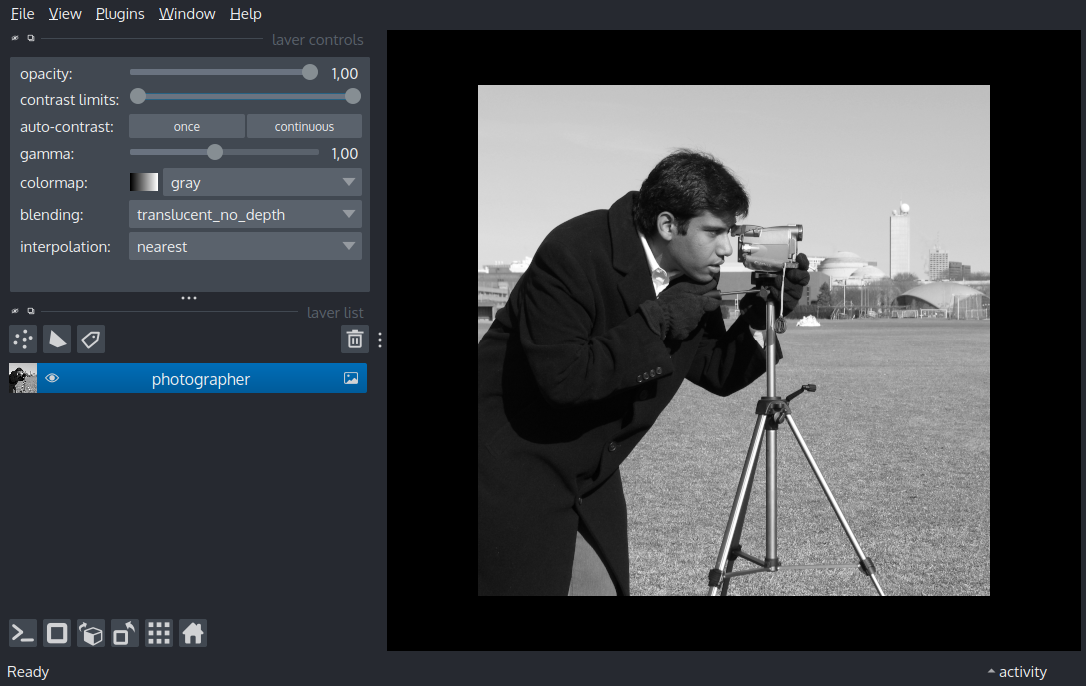 File View Plugins Window Help
layer controls
opacity: 1,00
contrast limits:
auto-contrast: once continuous
gamma: 1,00
colormap: gray
blending: translucent_no_depth
interpolation: nearest
layer list
photographer
Ready activity